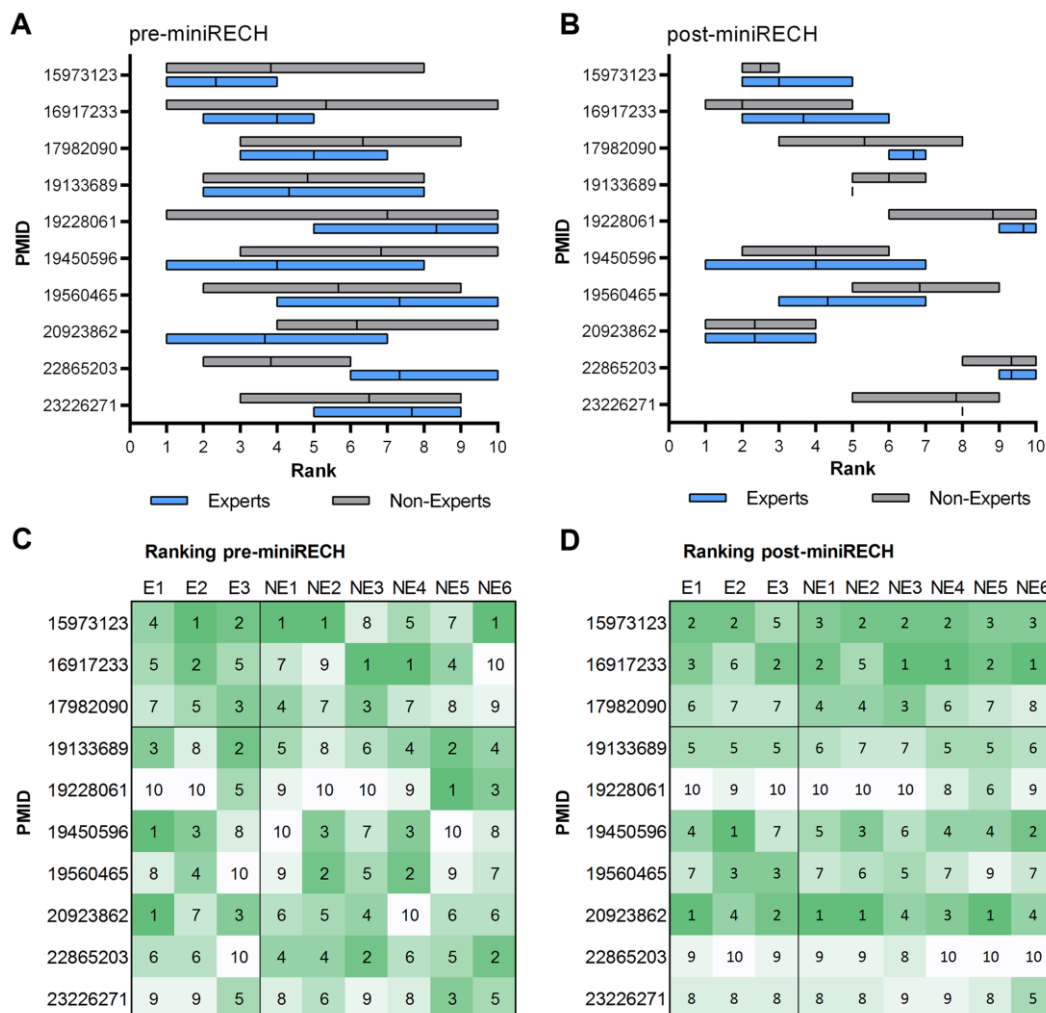 A
pre-miniRECH
15973123
16917233
17982090
19133689
19228061
19450596
19560465
20923862
22865203
23226271
PMID
0 1 2 3 4 5 6 7 8 9 10
Rank
Experts Non-Experts
B
post-miniRECH
15973123
16917233
17982090
19133689
19228061
19450596
19560465
20923862
22865203
23226271
PMID
0 1 2 3 4 5 6 7 8 9 10
Rank
Experts Non-Experts
C
Ranking pre-miniRECH
E1 E2 E3 NE1 NE2 NE3 NE4 NE5 NE6
15973123 4 1 2 1 1 8 5 7 1
16917233 5 2 5 7 9 1 1 4 10
17982090 7 5 3 4 7 3 7 8 9
19133689 3 8 2 5 8 6 4 2 4
19228061 10 10 5 9 10 10 9 1 3
19450596 1 3 8 10 3 7 3 10 8
19560465 8 4 10 9 2 5 2 9 7
20923862 1 7 3 6 5 4 10 6 6
22865203 6 6 10 4 4 2 6 5 2
23226271 9 9 5 8 6 9 8 3 5
PMID
D
Ranking post-miniRECH
E1 E2 E3 NE1 NE2 NE3 NE4 NE5 NE6
15973123 2 2 5 3 2 2 2 3 3
16917233 3 6 2 2 5 1 1 2 1
17982090 6 7 7 4 4 3 6 7 8
19133689 5 5 5 6 7 7 5 5 6
19228061 10 9 10 10 10 10 8 6 9
19450596 4 1 7 5 3 6 4 4 2
19560465 7 3 3 7 6 5 7 9 7
20923862 1 4 2 1 1 4 3 1 4
22865203 9 10 9 9 9 8 10 10 10
23226271 8 8 8 8 8 9 9 8 5
PMID